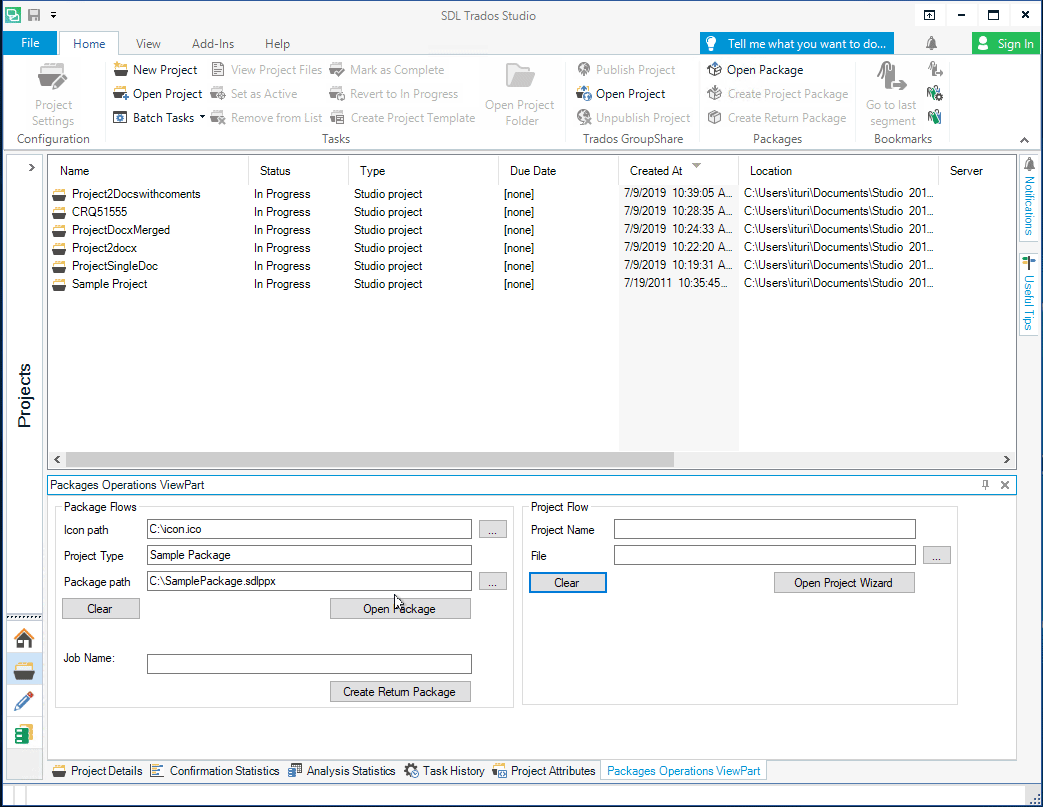 SDL Trados Studio
File Home View Add-Ins Help Tell me what you want to do... Sign In
New Project View Project Files Mark as Complete Publish Project Open Package
Open Project Set as Active Revert to In Progress Open Project Create Project Package
Project Settings Batch Tasks Remove from List Create Project Template Open Project Folder Unpublish Project Create Return Package Go to last segment
Configuration Tasks Trados GroupShare Packages Bookmarks
Name Status Type Due Date Created At Location Server
Project2Docswithcoments In Progress Studio project [none] 7/9/2019 10:39:05 A... C:\Users\ituri\Documents\Studio 201...
CRQ51555 In Progress Studio project [none] 7/9/2019 10:28:35 A... C:\Users\ituri\Documents\Studio 201...
ProjectDocxMerged In Progress Studio project [none] 7/9/2019 10:24:33 A... C:\Users\ituri\Documents\Studio 201...
Project2docx In Progress Studio project [none] 7/9/2019 10:22:20 A... C:\Users\ituri\Documents\Studio 201...
ProjectSingleDoc In Progress Studio project [none] 7/9/2019 10:19:31 A... C:\Users\ituri\Documents\Studio 201...
Sample Project In Progress Studio project [none] 7/19/2011 10:35:45... C:\Users\ituri\Documents\Studio 201...
Notifications
Useful Tips
Projects
Packages Operations ViewPart
Package Flows Project Flow
Icon path C:\icon.ico ... Project Name
Project Type Sample Package File ...
Package path C:\SamplePackage.sdlppx ... Clear Open Project Wizard
Clear Open Package
Job Name:
Create Return Package
Project Details Confirmation Statistics Analysis Statistics Task History Project Attributes Packages Operations ViewPart